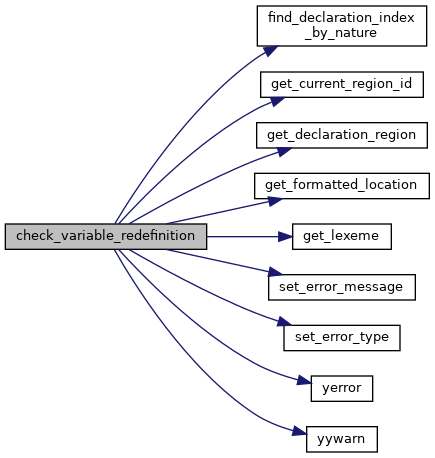 find_declaration_index
_by_nature
get_current_region_id
get_declaration_region
get_formatted_location
check_variable_redefinition
get_lexeme
set_error_message
set_error_type
yerror
yywarn